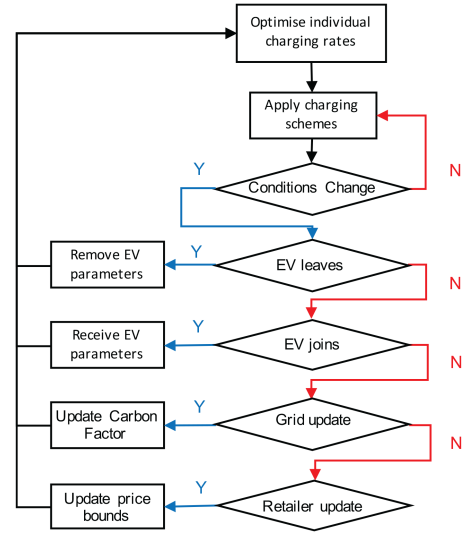 Optimise individual
charging rates
Apply charging
schemes
Y
N
Conditions Change
Remove EV
parameters
Y
EV leaves
N
Receive EV
parameters
Y
EV joins
N
Update Carbon
Factor
Y
Grid update
N
Update price
bounds
Y
Retailer update